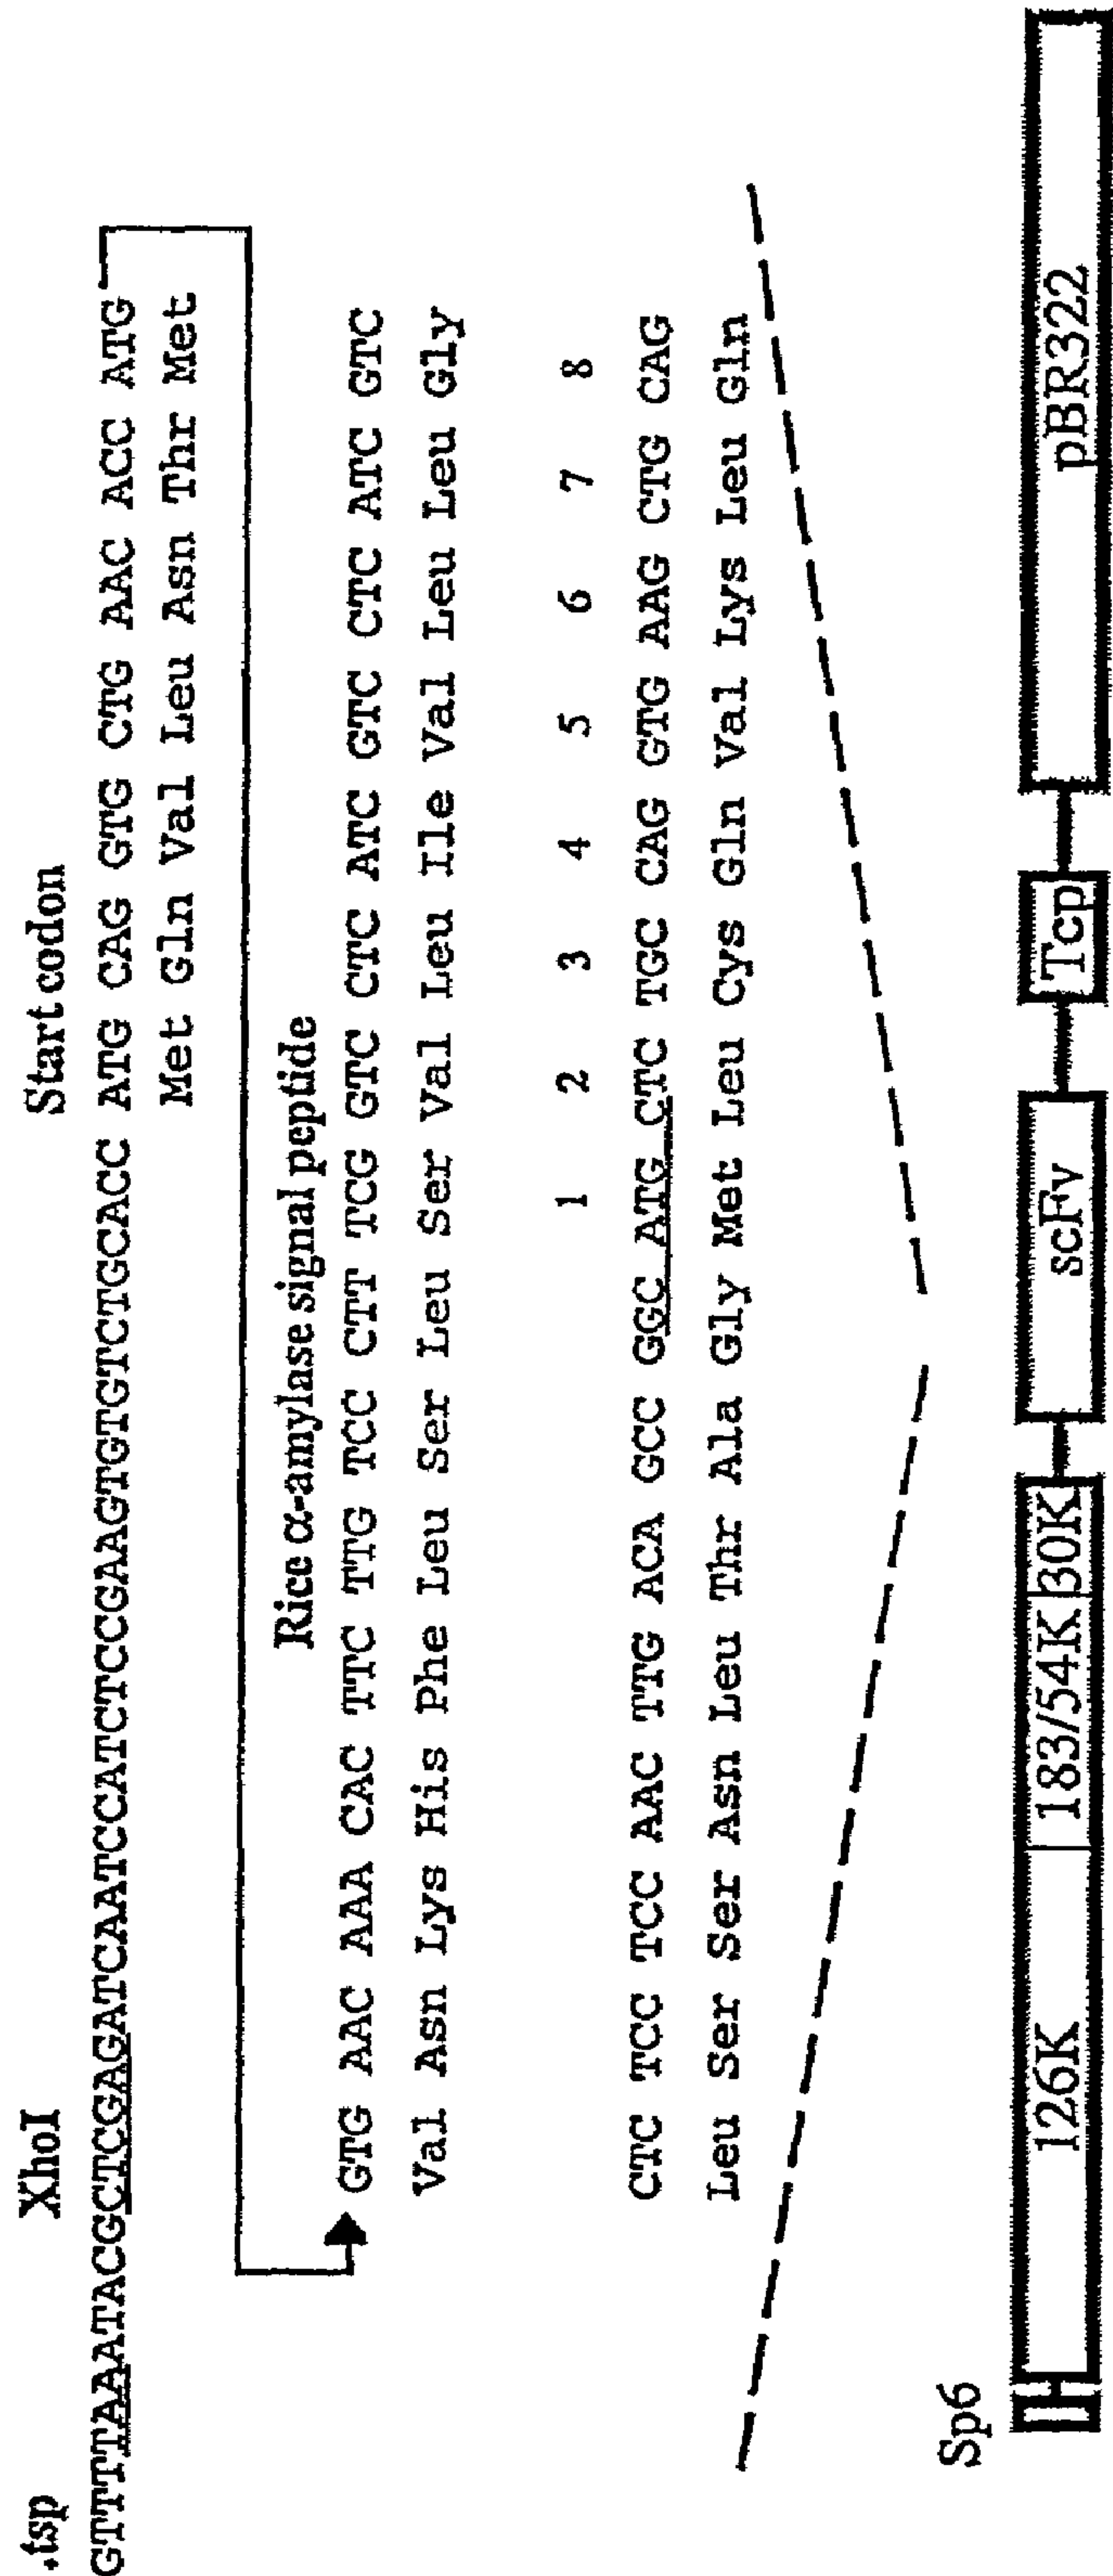 .tsp XhoI Start codon
GTTTTAAATACGCTCGAGATCAATCCATCTCCGAAGTGTGTCTGCACC ATG CAG GTG CTG AAC ACC ATG
Met Gln Val Leu Asn Thr Met
Rice α-amylase signal peptide
GTG AAC AAA CAC TTC TTG TCC CTT TCG GTC CTC ATC GTC CTC ATC GTC
Val Asn Lys His Phe Leu Ser Leu Ser Val Leu Ile Val Leu Leu Gly
1 2 3 4 5 6 7 8
CTC TCC TCC AAC TTG ACA GCC GGC ATG CTC TGC CAG GTG AAG CTG CAG
Leu Ser Ser Asn Leu Thr Ala Gly Met Leu Cys Gln Val Lys Leu Gln
Sp6
126K 183/54K 30K scFv Tcp pBR322